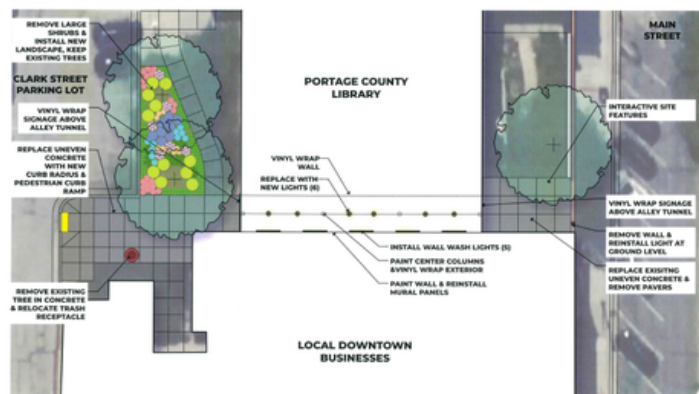 REMOVE LARGE
SHRUBS &
INSTALL NEW
LANDSCAPE, KEEP
EXISTING TREES
CLARK STREET
PARKING LOT
VINYL WRAP
SIGNAGE ABOVE
ALLEY TUNNEL
REPLACE UNEVEN
CONCRETE
WITH NEW
CURB RADIUS &
PEDESTRIAN CURB
RAMP
REMOVE EXISTING
TREE IN CONCRETE
& RELOCATE TRASH
RECEPTACLE
PORTAGE COUNTY
LIBRARY
VINYL WRAP
WALL
REPLACE WITH
NEW LIGHTS (6)
INSTALL WALL WASH LIGHTS (5)
PAINT CENTER COLUMNS
&VINYL WRAP EXTERIOR
PAINT WALL & REINSTALL
MURAL PANELS
LOCAL DOWNTOWN
BUSINESSES
MAIN
STREET
INTERACTIVE SITE
FEATURES
VINYL WRAP SIGNAGE
ABOVE ALLEY TUNNEL
REMOVE WALL &
REINSTALL LIGHT AT
GROUND LEVEL
REPLACE EXISITNG
UNEVEN CONCRETE &
REMOVE PAVERS